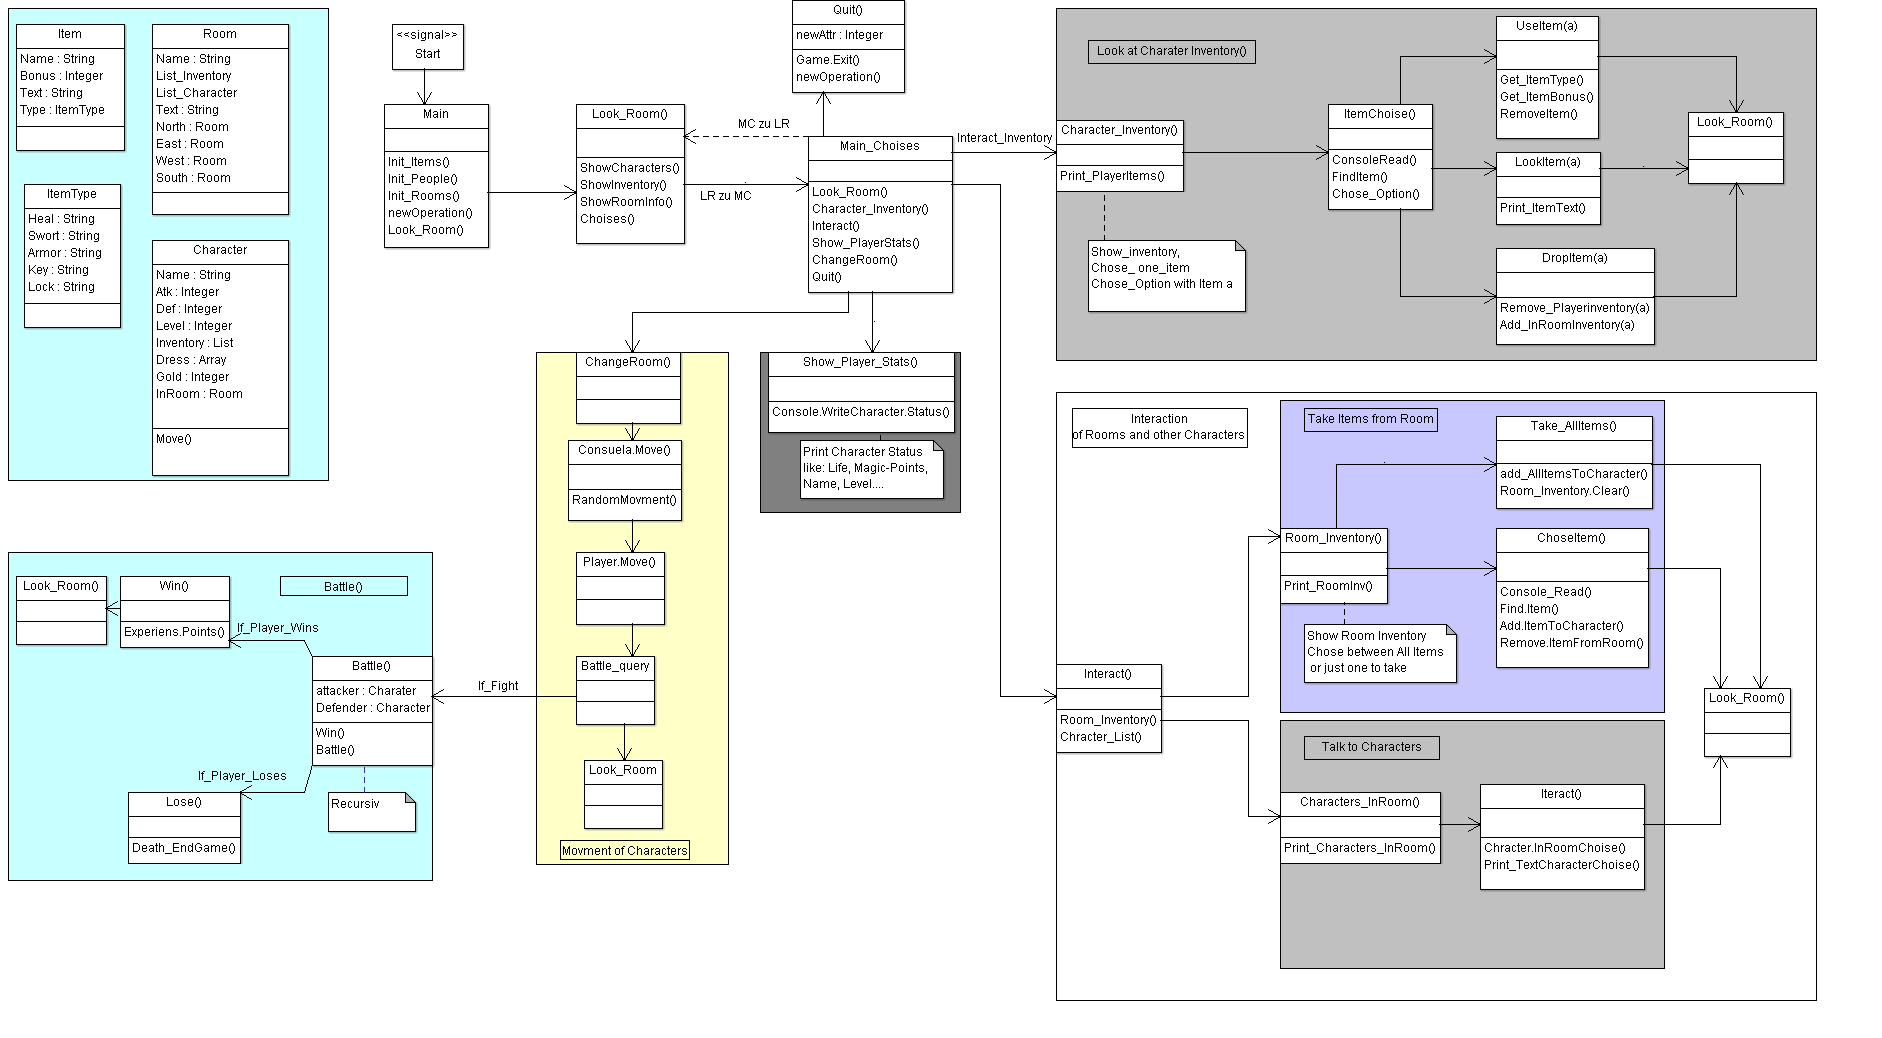 Item
Name : String
Bonus : Integer
Text : String
Type : ItemType
Room
Name : String
List_Inventory
List_Character
Text : String
North : Room
East : Room
West : Room
South : Room
ItemType
Heal : String
Swort : String
Armor : String
Key : String
Lock : String
Character
Name : String
Atk : Integer
Def : Integer
Level : Integer
Inventory : List
Dress : Array
Gold : Integer
InRoom : Room
Move()
<<signal>>
Start
Main
Init_Items()
Init_People()
Init_Rooms()
newOperation()
Look_Room()
Look_Room()
ShowCharacters()
ShowInventory()
ShowRoomInfo()
Choises()
Quit()
newAttr : Integer
Game.Exit()
newOperation()
MC zu LR
LR zu MC
Main_Choises
Look_Room()
Character_Inventory()
Interact()
Show_PlayerStats()
ChangeRoom()
Quit()
Interact_Inventory
Look at Charater Inventory()
Character_Inventory()
Print_PlayerItems()
Show_inventory,
Chose_ one_item
Chose_Option with Item a
ItemChoise()
ConsoleRead()
FindItem()
Chose_Option()
UseItem(a)
Get_ItemType()
Get_ItemBonus()
RemoveItem()
LookItem(a)
Print_ItemText()
DropItem(a)
Remove_Playerinventory(a)
Add_InRoomInventory(a)
Look_Room()
ChangeRoom()
Consuela.Move()
RandomMovment()
Player.Move()
Battle_query
Look_Room
Movment of Characters
Show_Player_Stats()
Console.WriteCharacter.Status()
Print Character Status
like: Life, Magic-Points,
Name, Level....
Interaction
of Rooms and other Characters
Interact()
Room_Inventory()
Chracter_List()
Take Items from Room
Room_Inventory()
Print_RoomInv()
Show Room Inventory
Chose between All Items
or just one to take
Take_AllItems()
add_AllItemsToCharacter()
Room_Inventory.Clear()
ChoseItem()
Console_Read()
Find.Item()
Add.ItemToCharacter()
Remove.ItemFromRoom()
Look_Room()
Talk to Characters
Characters_InRoom()
Print_Characters_InRoom()
Iteract()
Chracter.InRoomChoise()
Print_TextCharacterChoise()
If_Fight
Battle()
Look_Room()
Win()
Experiens.Points()
If_Player_Wins
Battle()
attacker : Charater
Defender : Character
Win()
Battle()
If_Player_Loses
Lose()
Death_EndGame()
Recursiv